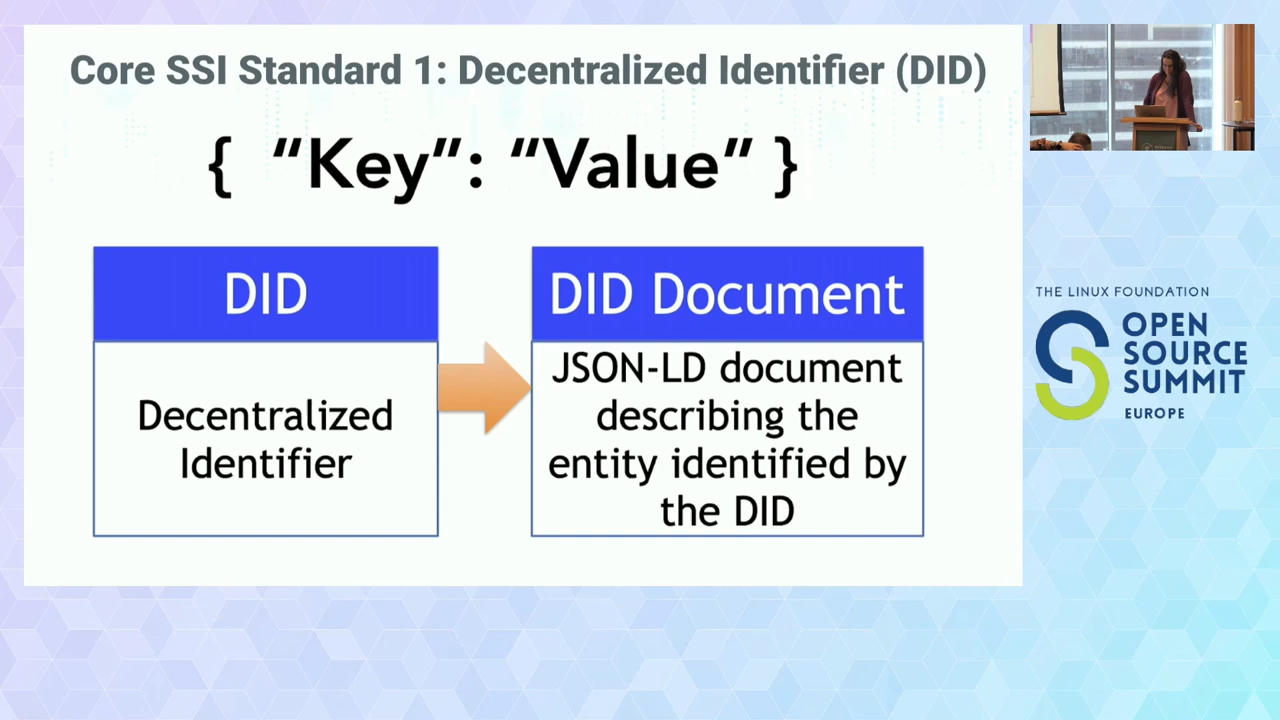 Core SSI Standard 1: Decentralized Identifier (DID)
{ “Key”: “Value” }
DID
Decentralized
Identifier
DID Document
JSON-LD document
describing the
entity identified by
the DID
THE LINUX FOUNDATION
OPEN
SOURCE
SUMMIT
EUROPE